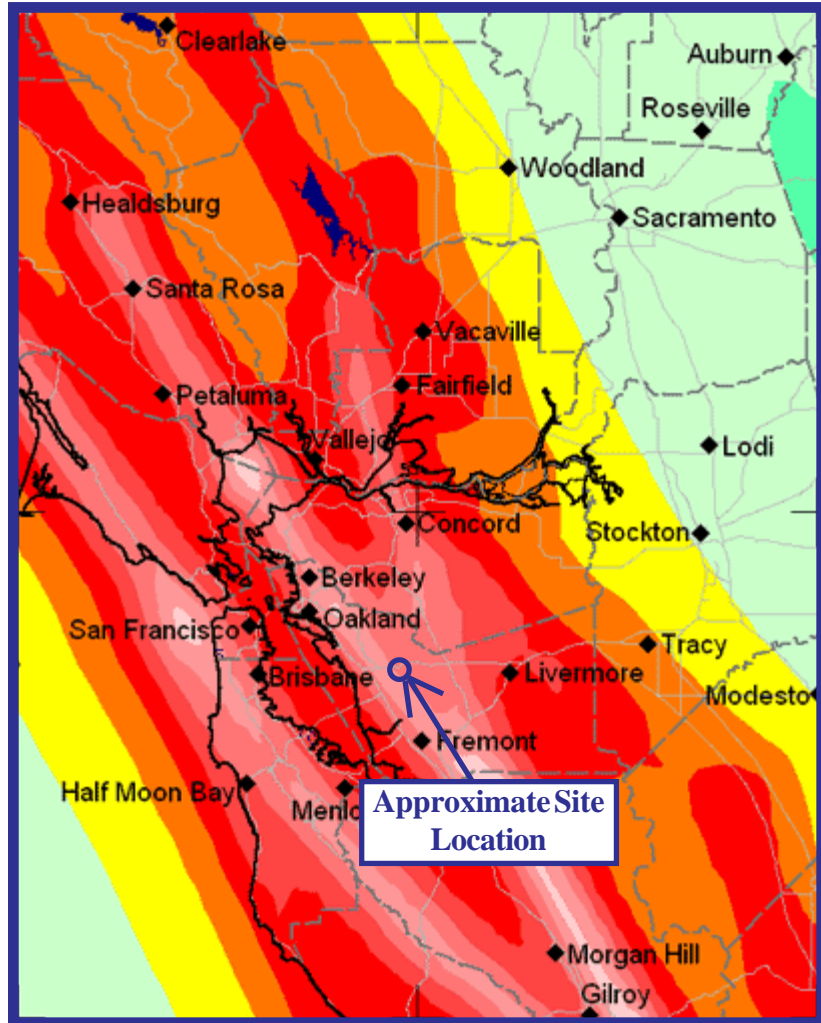 Clearlake
Auburn
Roseville
Woodland
Healdsburg
Sacramento
Santa Rosa
Vacaville
Petaluma
Fairfield
Vallejo
Lodi
Concord
Stockton
Berkeley
Oakland
San Francisco
Tracy
Brisbane
Livermore
Modesto
Fremont
Half Moon Bay
Menlo
Approximate Site
Location
Morgan Hill
Gilroy